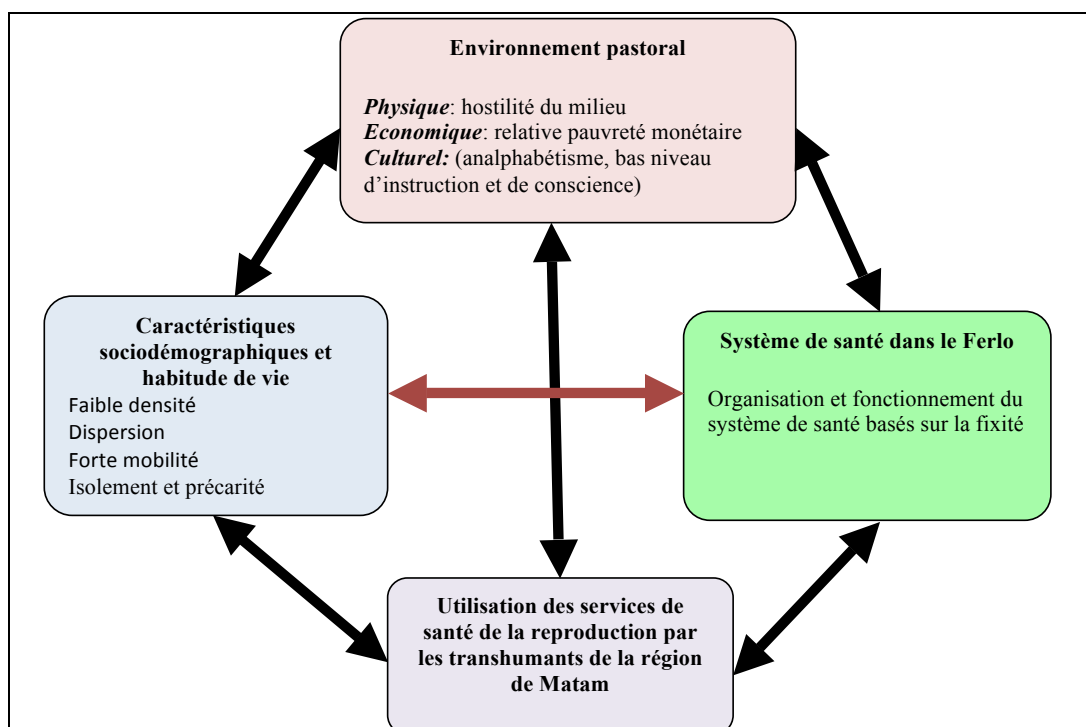 Environnement pastoral
Physique: hostilité du milieu
Economique: relative pauvreté monétaire
Culturel: (analphabétisme, bas niveau
d’instruction et de conscience)
Caractéristiques
sociodémographiques et
habitude de vie
Faible densité
Dispersion
Forte mobilité
Isolement et précarité
Système de santé dans le Ferlo
Organisation et fonctionnement du
système de santé basés sur la fixité
Utilisation des services de
santé de la reproduction par
les transhumants de la région
de Matam